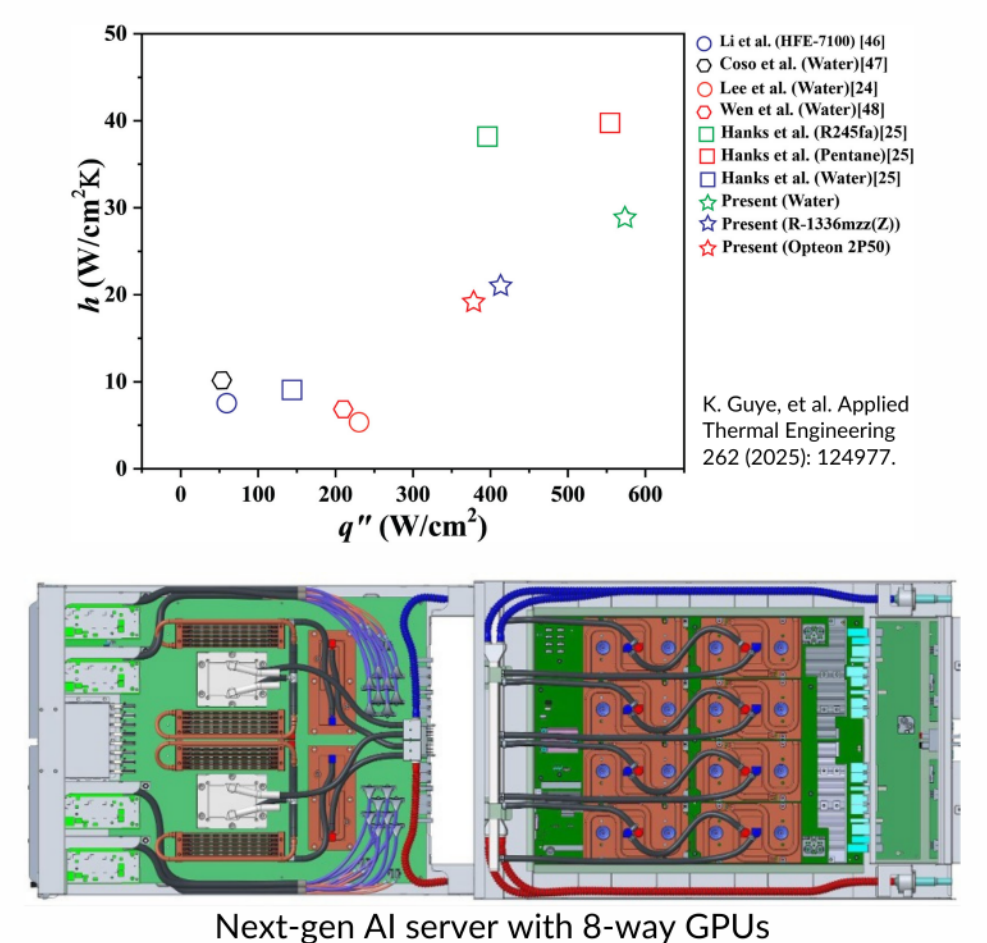 50
40
30
20
10
0
h (W/cm²K)
0 100 200 300 400 500 600
q″ (W/cm²)
Li et al. (HFE-7100) [46]
Coso et al. (Water)[47]
Lee et al. (Water)[24]
Wen et al. (Water)[48]
Hanks et al. (R245fa)[25]
Hanks et al. (Pentane)[25]
Hanks et al. (Water)[25]
Present (Water)
Present (R-1336mzz(Z))
Present (Opteon 2P50)
K. Guye, et al. Applied
Thermal Engineering
262 (2025): 124977.
Next-gen AI server with 8-way GPUs